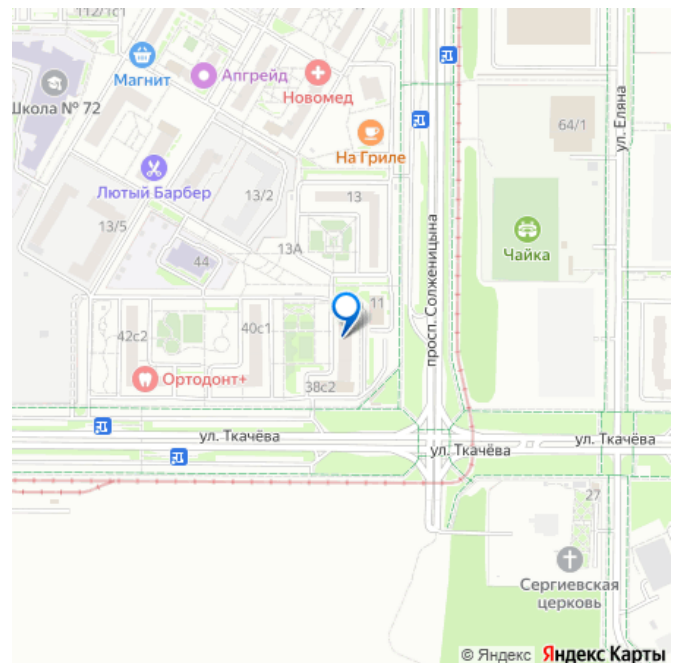 112/1с1
Магнит
Апгрейд
Новомед
Школа № 72
На Гриле
64/1
ул. Еляна
Лютый Барбер
13/5
13/2
13
13А
44
Чайка
просп. Солженицына
11
42с2
40с1
38с2
Ортодонт+
ул. Ткачёва
ул. Ткачёва
ул. Ткачёва
27
Сергиевская
церковь
© Яндекс Яндекс Карты